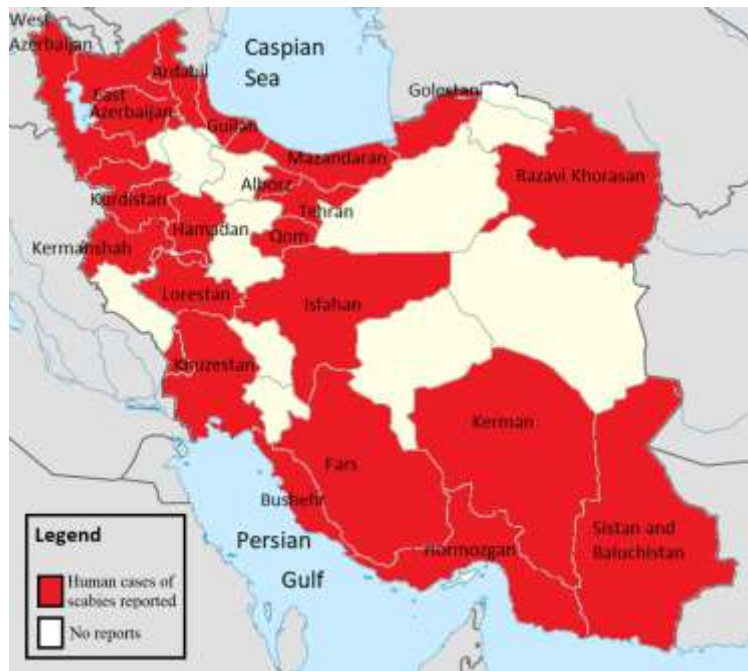 West
Azerbaijan
Caspian
Sea
Ardabil
East
Azerbaijan
Golestan
Guilan
Mazandaran
Razavi Khorasan
Alborz
Kurdistan
Tehran
Hamadan
Qom
Kermanshah
Lorestan
Isfahan
Khuzestan
Kerman
Fars
Bushehr
Sistan and
Baluchistan
Persian
Gulf
Hormozgan
Legend
Human cases of
scabies reported
No reports